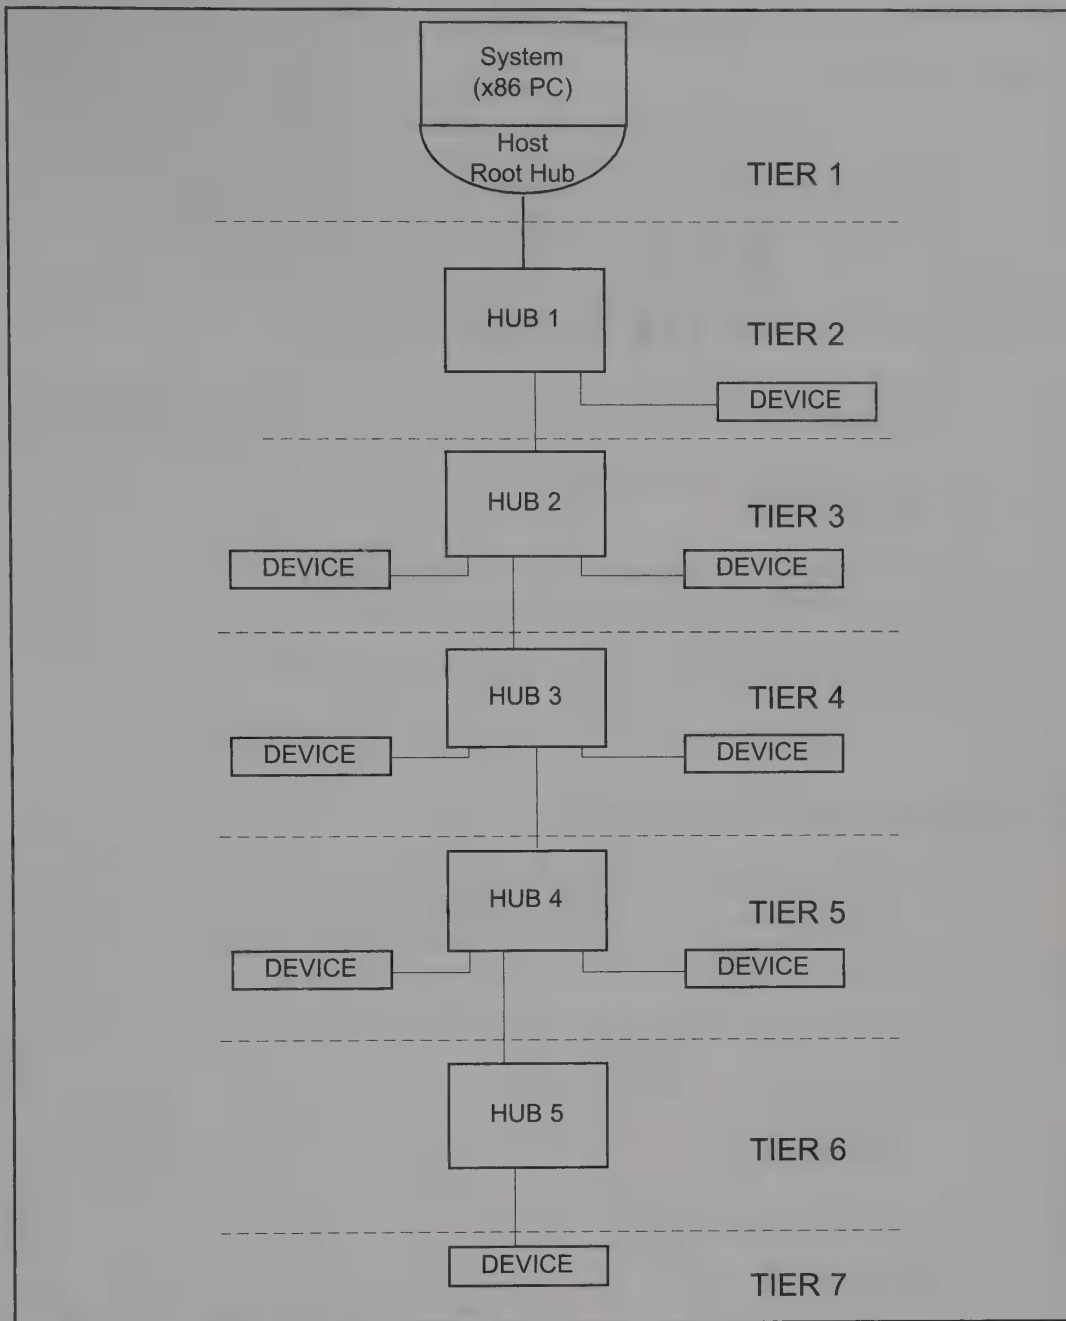 System
(x86 PC)
Host
Root Hub
TIER 1
HUB 1
TIER 2
DEVICE
HUB 2
TIER 3
DEVICE
DEVICE
HUB 3
TIER 4
DEVICE
DEVICE
HUB 4
TIER 5
DEVICE
DEVICE
HUB 5
TIER 6
DEVICE
TIER 7